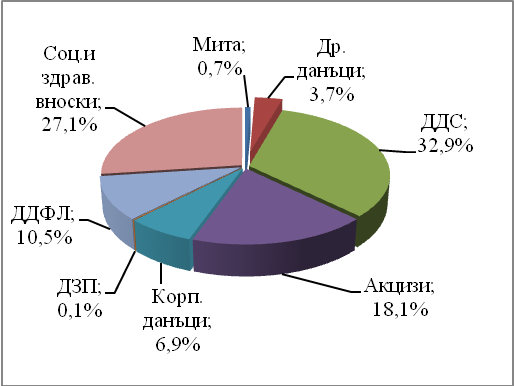 Мита;
0,7%
Др.
данъци;
3,7%
ДДС;
32,9%
Акцизи;
18,1%
Корп.
данъци;
6,9%
ДЗП;
0,1%
ДДФЛ;
10,5%
Соц.и
здрав.
вноски;
27,1%